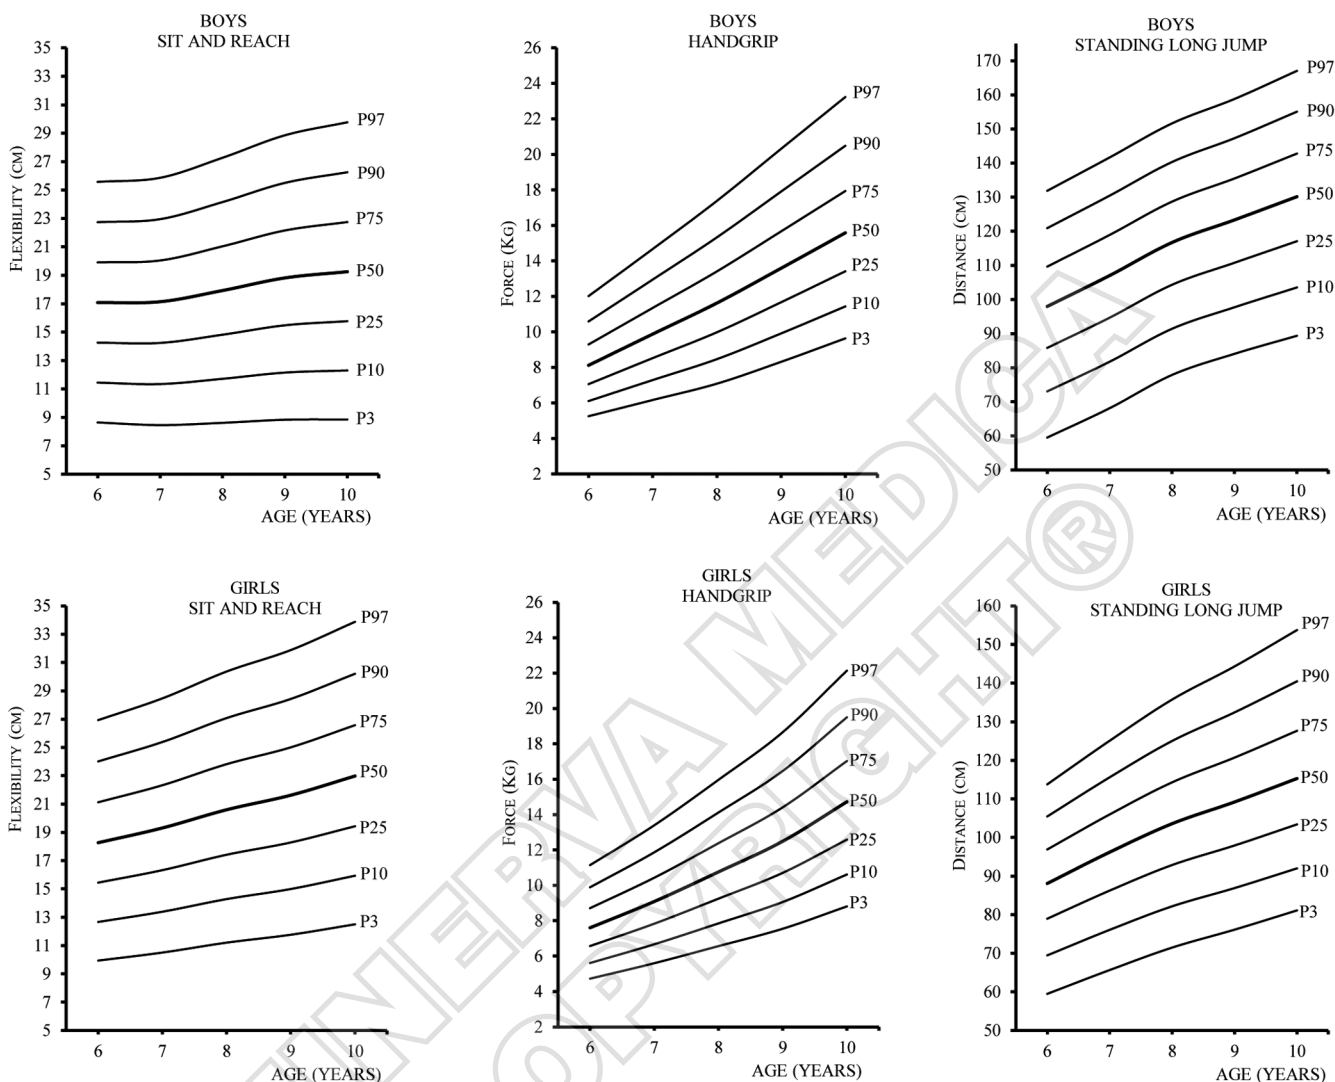 BOYS
SIT AND REACH
35
33
31
29
27
25
23
21
19
17
15
13
11
9
7
5
FLEXIBILITY (CM)
P97
P90
P75
P50
P25
P10
P3
6 7 8 9 10
AGE (YEARS)
BOYS
HANDGRIP
26
24
22
20
18
16
14
12
10
8
6
4
2
FORCE (KG)
P97
P90
P75
P50
P25
P10
P3
6 7 8 9 10
AGE (YEARS)
BOYS
STANDING LONG JUMP
170
160
150
140
130
120
110
100
90
80
70
60
50
DISTANCE (CM)
P97
P90
P75
P50
P25
P10
P3
6 7 8 9 10
AGE (YEARS)
GIRLS
SIT AND REACH
35
33
31
29
27
25
23
21
19
17
15
13
11
9
7
5
FLEXIBILITY (CM)
P97
P90
P75
P50
P25
P10
P3
6 7 8 9 10
AGE (YEARS)
GIRLS
HANDGRIP
26
24
22
20
18
16
14
12
10
8
6
4
2
FORCE (KG)
P97
P90
P75
P50
P25
P10
P3
6 7 8 9 10
AGE (YEARS)
GIRLS
STANDING LONG JUMP
160
150
140
130
120
110
100
90
80
70
60
50
DISTANCE (CM)
P97
P90
P75
P50
P25
P10
P3
6 7 8 9 10
AGE (YEARS)
MINERVA MEDICA
COPYRIGHT®